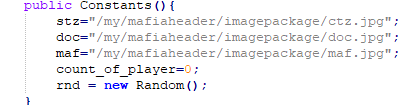 public Constants(){
stz="/my/mafiaheader/imagepackage/ctz.jpg";
doc="/my/mafiaheader/imagepackage/doc.jpg";
maf="/my/mafiaheader/imagepackage/maf.jpg";
count_of_player=0;
rnd = new Random();
}